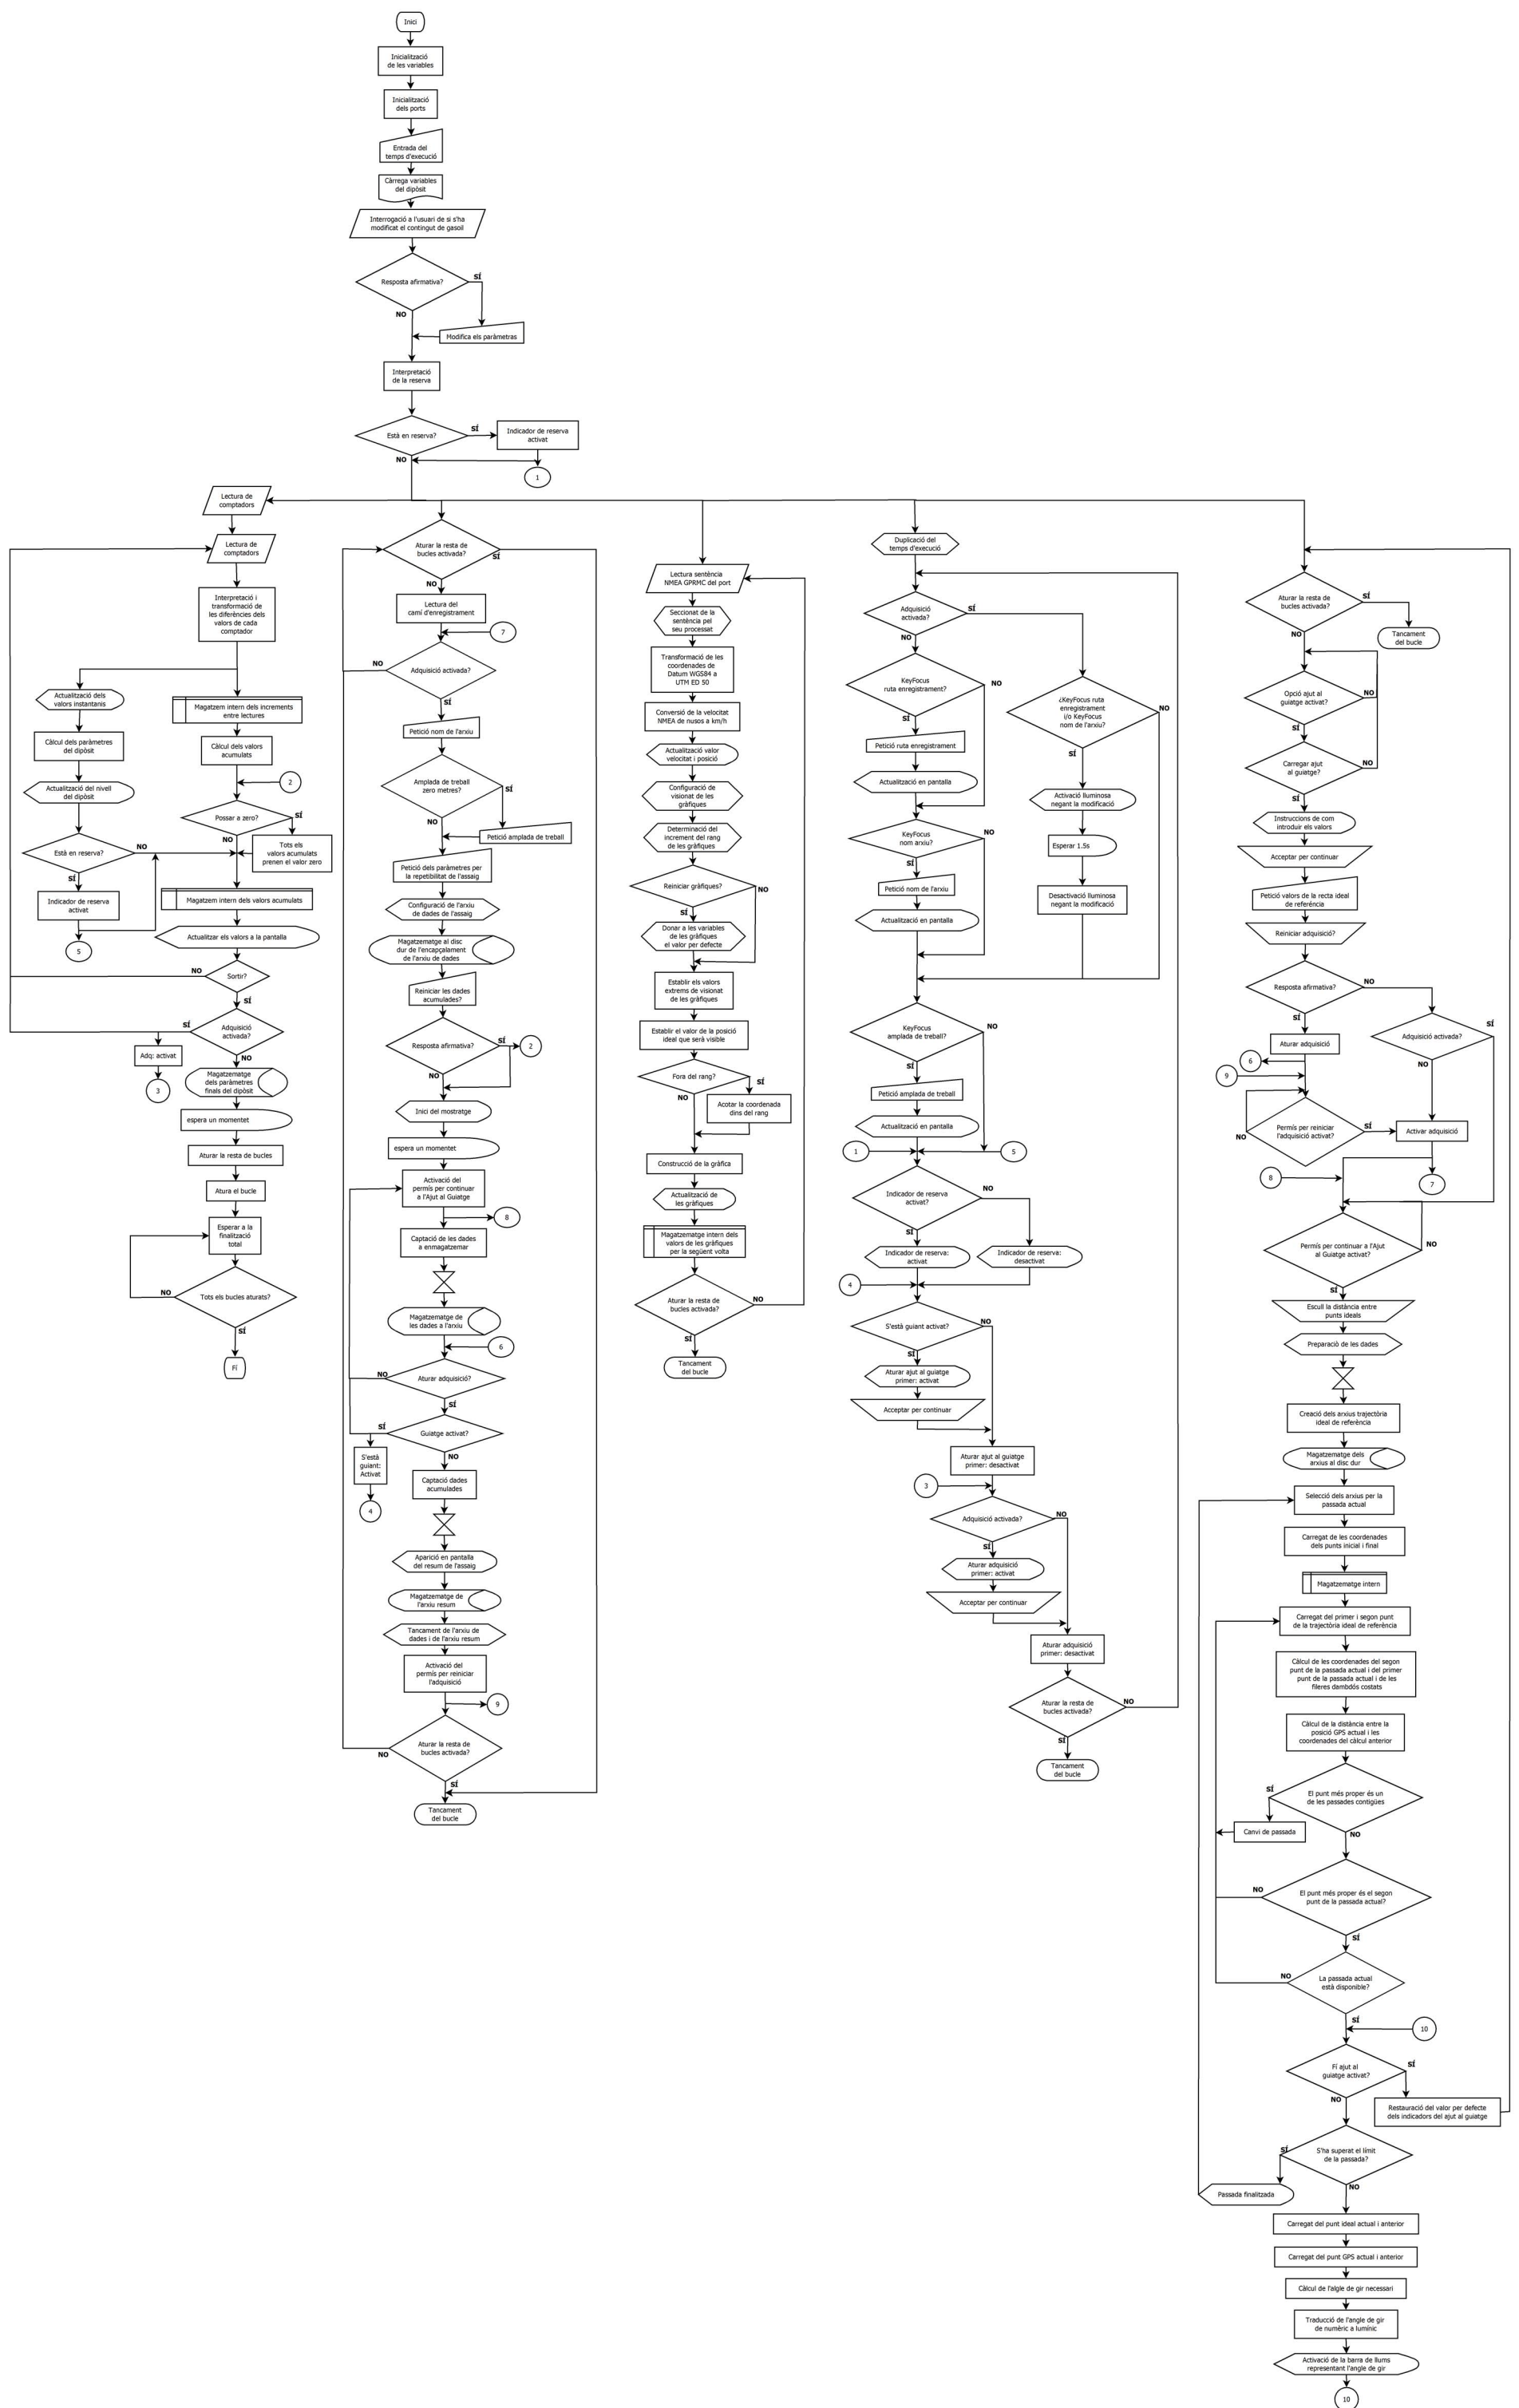 Inici
Inicialització
de les variables
Inicialització
dels ports
Entrada del
temps d'execució
Càrrega variables
del dipòsit
Interrogació a l'usuari de si s'ha
modificat el contingut de gasoil
Resposta afirmativa?
SÍ
NO
Modifica els paràmetras
Interpretació
de la reserva
Està en reserva?
SÍ
Indicador de reserva
activat
NO
1
Lectura de
comptadors
Lectura de
comptadors
Interpretació i
transformació de
les diferències dels
valors de cada
comptador
Actualització dels
valors instantanis
Càlcul dels paràmetres
del dipòsit
Actualització del nivell
del dipòsit
Està en reserva?
NO
SÍ
Indicador de reserva
activat
5
Magatzem intern dels increments
entre lectures
Càlcul dels valors
acumulats
2
Possar a zero?
SÍ
NO
Tots els
valors acumulats
prenen el valor zero
Magatzem intern dels valors acumulats
Actualitzar els valors a la pantalla
Sortir?
NO
SÍ
Adquisició
activada?
SÍ
NO
Adq: activat
3
Magatzematge
dels paràmetres
finals del dipòsit
espera un momentet
Aturar la resta de bucles
Atura el bucle
Esperar a la
finalització
total
Tots els bucles aturats?
NO
SÍ
Fí
Aturar la resta de
bucles activada?
SÍ
NO
Lectura del
camí d'enregistrament
7
Adquisició activada?
NO
SÍ
Petició nom de l'arxiu
Amplada de treball
zero metres?
SÍ
NO
Petició amplada de treball
Petició dels paràmetres per
la repetibilitat de l'assaig
Configuració de l'arxiu
de dades de l'assaig
Magatzematge al disc
dur de l'encapçalament
de l'arxiu de dades
Reiniciar les dades
acumulades?
Resposta afirmativa?
SÍ
2
NO
Inici del mostratge
espera un momentet
Activació del
permís per continuar
a l'Ajut al Guiatge
8
Captació de les dades
a enmagatzemar
Magatzematge de
les dades a l'arxiu
6
Aturar adquisició?
NO
SÍ
Guiatge activat?
SÍ
NO
S'està
guiant:
Activat
4
Captació dades
acumulades
Aparició en pantalla
del resum de l'assaig
Magatzematge de
l'arxiu resum
Tancament de l'arxiu de
dades i de l'arxiu resum
Activació del
permís per reiniciar
l'adquisició
9
Aturar la resta de
bucles activada?
NO
SÍ
Tancament
del bucle
Lectura sentència
NMEA GPRMC del port
Seccionat de la
sentència pel
seu processat
Transformació de les
coordenades de
Datum WGS84 a
UTM ED 50
Conversió de la velocitat
NMEA de nusos a km/h
Actualització valor
velocitat i posició
Configuració de
visionat de les
gràfiques
Determinació del
increment del rang
de les gràfiques
Reiniciar gràfiques?
NO
SÍ
Donar a les variables
de les gràfiques
el valor per defecte
Establir els valors
extrems de visionat
de les gràfiques
Establir el valor de la posició
ideal que serà visible
Fora del rang?
SÍ
NO
Acotar la coordenada
dins del rang
Construcció de la gràfica
Actualització de
les gràfiques
Magatzematge intern dels
valors de les gràfiques
per la següent volta
Aturar la resta de
bucles activada?
NO
SÍ
Tancament
del bucle
Duplicació del
temps d'execució
Adquisició
activada?
SÍ
NO
KeyFocus
ruta enregistrament?
NO
SÍ
Petició ruta enregistrament
Actualització en pantalla
KeyFocus
nom arxiu?
NO
SÍ
Petició nom de l'arxiu
Actualització en pantalla
¿KeyFocus ruta
enregistrament
i/o KeyFocus
nom de l'arxiu?
NO
SÍ
Activació lluminosa
negant la modificació
Esperar 1.5s
Desactivació lluminosa
negant la modificació
KeyFocus
amplada de treball?
NO
SÍ
Petició amplada de treball
Actualització en pantalla
1
5
Indicador de reserva
activat?
NO
SÍ
Indicador de reserva:
activat
Indicador de reserva:
desactivat
4
S'està guiant activat?
NO
SÍ
Aturar ajut al guiatge
primer: activat
Acceptar per continuar
Aturar ajut al guiatge
primer: desactivat
3
Adquisició activada?
NO
SÍ
Aturar adquisició
primer: activat
Acceptar per continuar
Aturar adquisició
primer: desactivat
Aturar la resta de
bucles activada?
NO
SÍ
Tancament
del bucle
Aturar la resta de
bucles activada?
SÍ
NO
Tancament
del bucle
Opció ajut al
guiatge activat?
NO
SÍ
Carregar ajut
al guiatge?
NO
SÍ
Instruccions de com
introduir els valors
Acceptar per continuar
Petició valors de la recta ideal
de referència
Reiniciar adquisició?
Resposta afirmativa?
NO
SÍ
Aturar adquisició
6
9
Adquisició activada?
SÍ
NO
Permís per reiniciar
l'adquisició activat?
SÍ
NO
Activar adquisició
7
8
Permís per continuar a l'Ajut
al Guiatge activat?
NO
SÍ
Escull la distància entre
punts ideals
Preparaciò de les dades
Creació dels arxius trajectòria
ideal de referència
Magatzematge dels
arxius al disc dur
Selecció dels arxius per la
passada actual
Carregat de les coordenades
dels punts inicial i final
Magatzematge intern
Carregat del primer i segon punt
de la trajectòria ideal de referència
Càlcul de les coordenades del segon
punt de la passada actual i del primer
punt de la passada actual i de les
fileres dambdós costats
Càlcul de la distància entre la
posició GPS actual i les
coordenades del càlcul anterior
El punt més proper és un
de les passades contigües
SÍ
NO
Canvi de passada
El punt més proper és el segon
punt de la passada actual?
NO
SÍ
La passada actual
està disponible?
NO
SÍ
10
Fí ajut al
guiatge activat?
SÍ
NO
Restauració del valor per defecte
dels indicadors del ajut al guiatge
S'ha superat el límit
de la passada?
SÍ
NO
Passada finalitzada
Carregat del punt ideal actual i anterior
Carregat del punt GPS actual i anterior
Càlcul de l'algle de gir necessari
Traducció de l'angle de gir
de numèric a lumínic
Activació de la barra de llums
representant l'angle de gir
10